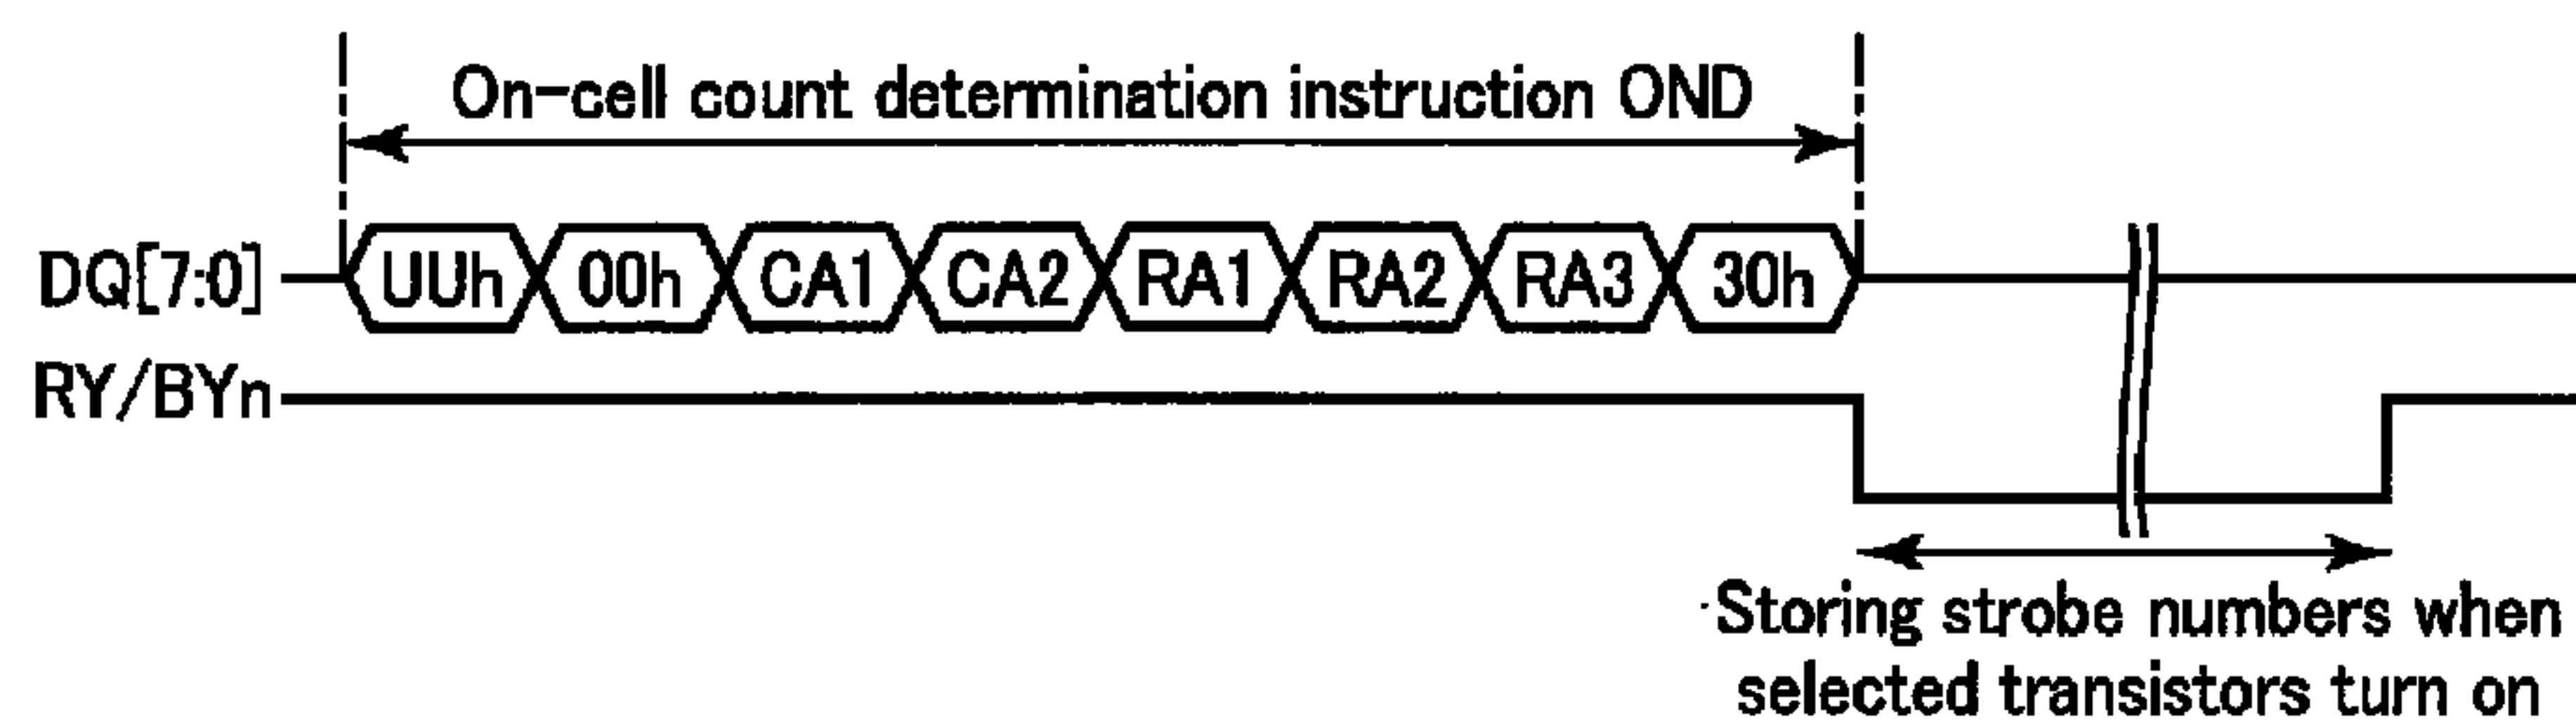 On-cell count determination instruction OND
DQ[7:0] UUh 00h CA1 CA2 RA1 RA2 RA3 30h
RY/BYn
Storing strobe numbers when
selected transistors turn on